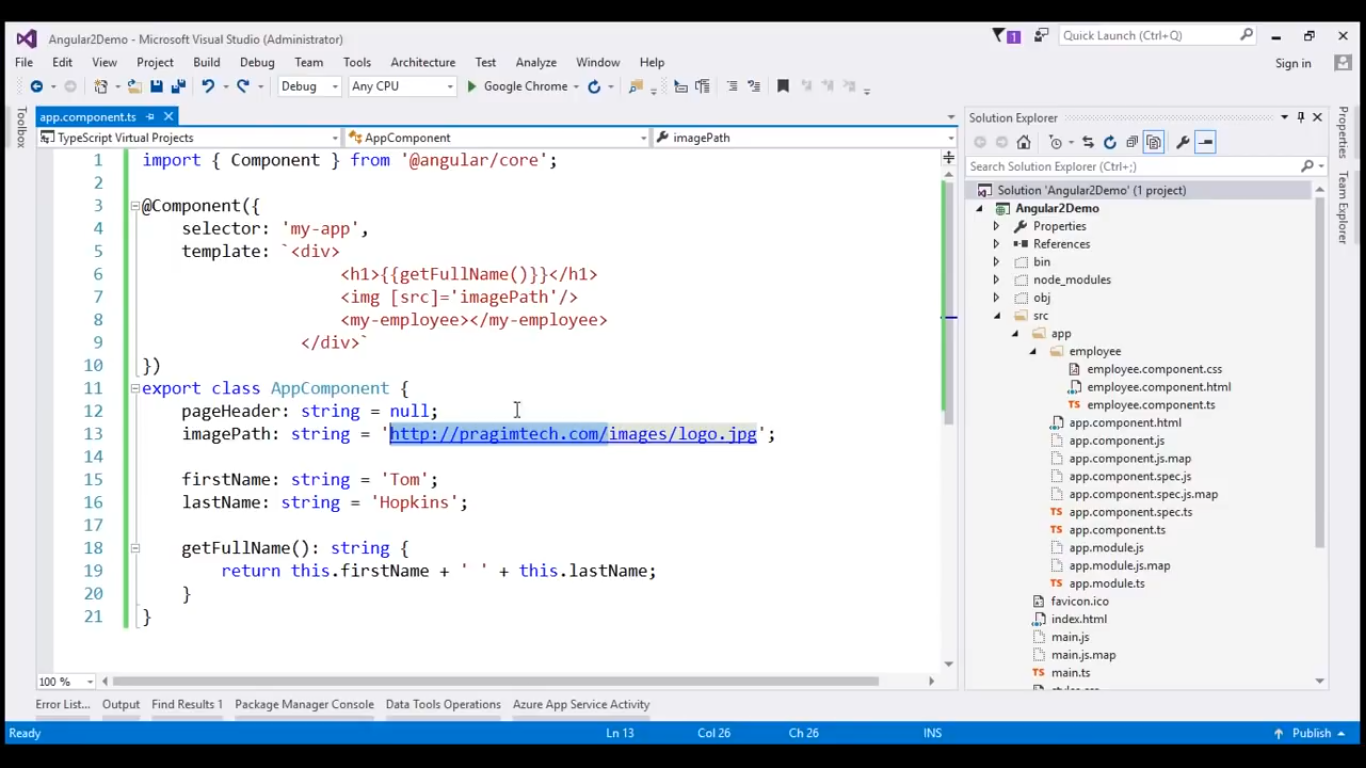 Angular2Demo - Microsoft Visual Studio (Administrator)
1
Quick Launch (Ctrl+Q)
File Edit View Project Build Debug Team Tools Architecture Test Analyze Window Help
Sign in
Debug Any CPU Google Chrome
Toolbox
app.component.ts
TypeScript Virtual Projects AppComponent imagePath
1 import { Component } from '@angular/core';
2
3 @Component({
4 selector: 'my-app',
5 template: `<div>
6 <h1>{{getFullName()}}</h1>
7 <img [src]='imagePath'/>
8 <my-employee></my-employee>
9 </div>`
10 })
11 export class AppComponent {
12 pageHeader: string = null;
13 imagePath: string = 'http://pragimtech.com/images/logo.jpg';
14
15 firstName: string = 'Tom';
16 lastName: string = 'Hopkins';
17
18 getFullName(): string {
19 return this.firstName + ' ' + this.lastName;
20 }
21 }
100 %
Solution Explorer
Search Solution Explorer (Ctrl+;)
Solution 'Angular2Demo' (1 project)
Angular2Demo
Properties
References
bin
node_modules
obj
src
app
employee
employee.component.css
employee.component.html
employee.component.ts
app.component.html
app.component.js
app.component.js.map
app.component.spec.js
app.component.spec.js.map
app.component.spec.ts
app.component.ts
app.module.js
app.module.js.map
app.module.ts
favicon.ico
index.html
main.js
main.js.map
main.ts
Properties
Team Explorer
Error List... Output Find Results 1 Package Manager Console Data Tools Operations Azure App Service Activity
Ready Ln 13 Col 26 Ch 26 INS Publish